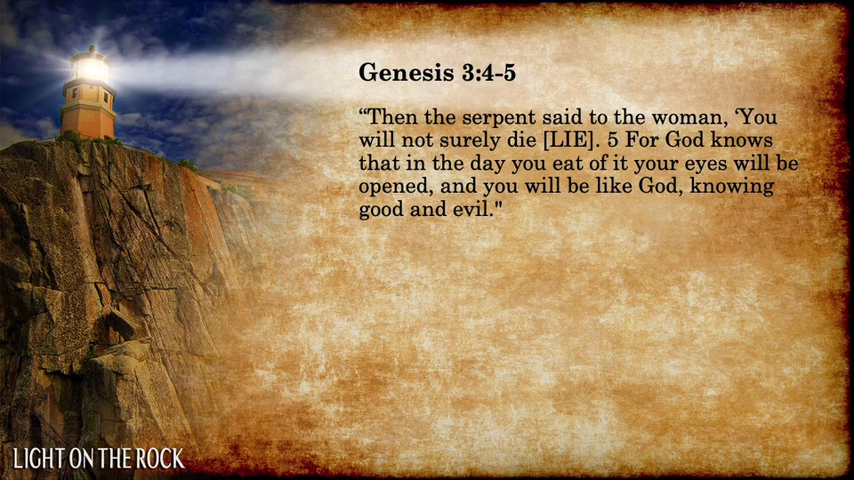 Genesis 3:4-5
“Then the serpent said to the woman, ‘You
will not surely die [LIE]. 5 For God knows
that in the day you eat of it your eyes will be
opened, and you will be like God, knowing
good and evil."
LIGHT ON THE ROCK